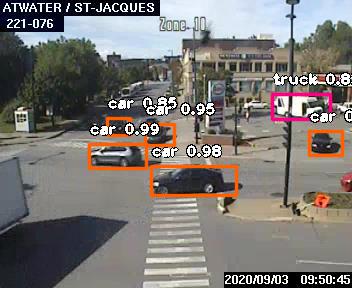 ATWATER / ST-JACQUES
221-076
Zone 10
truck 0.8
car 0.85
car 0.95
car 0.99
car 0.98
car 0
2020/09/03 09:50:45